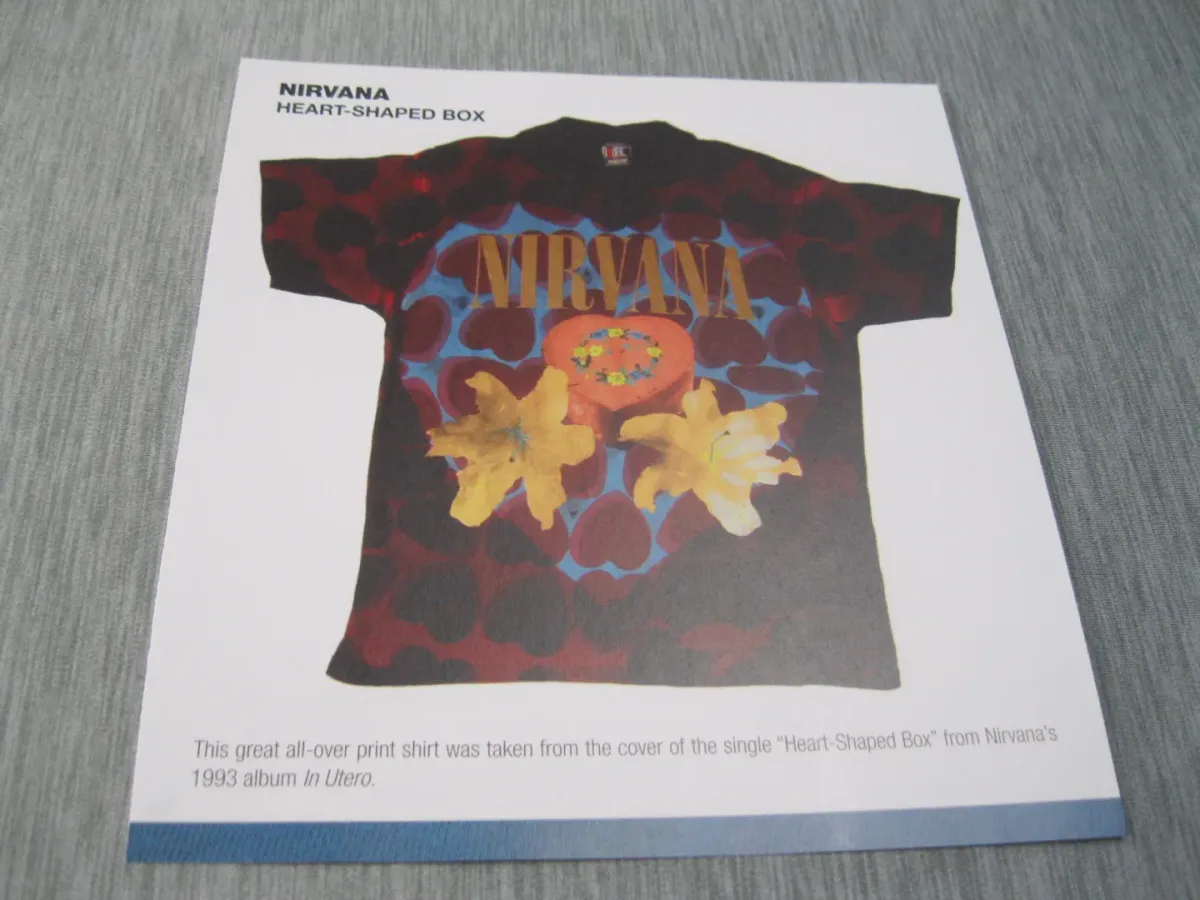 NIRVANA
HEART-SHAPED BOX
NIRVANA
This great all-over print shirt was taken from the cover of the single “Heart-Shaped Box” from Nirvana’s
1993 album In Utero.